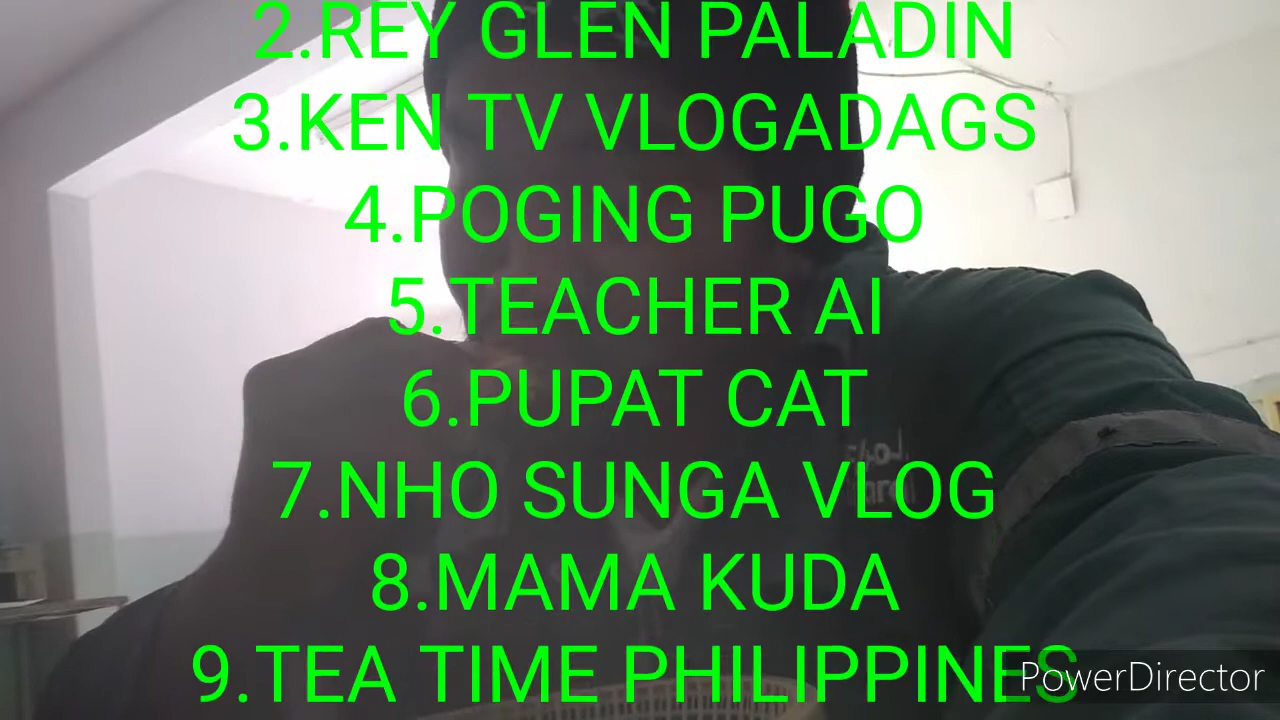 2.REY GLEN PALADIN
3.KEN TV VLOGADAGS
4.POGING PUGO
5.TEACHER AI
6.PUPAT CAT
7.NHO SUNGA VLOG
8.MAMA KUDA
9.TEA TIME PHILIPPINES
PowerDirector